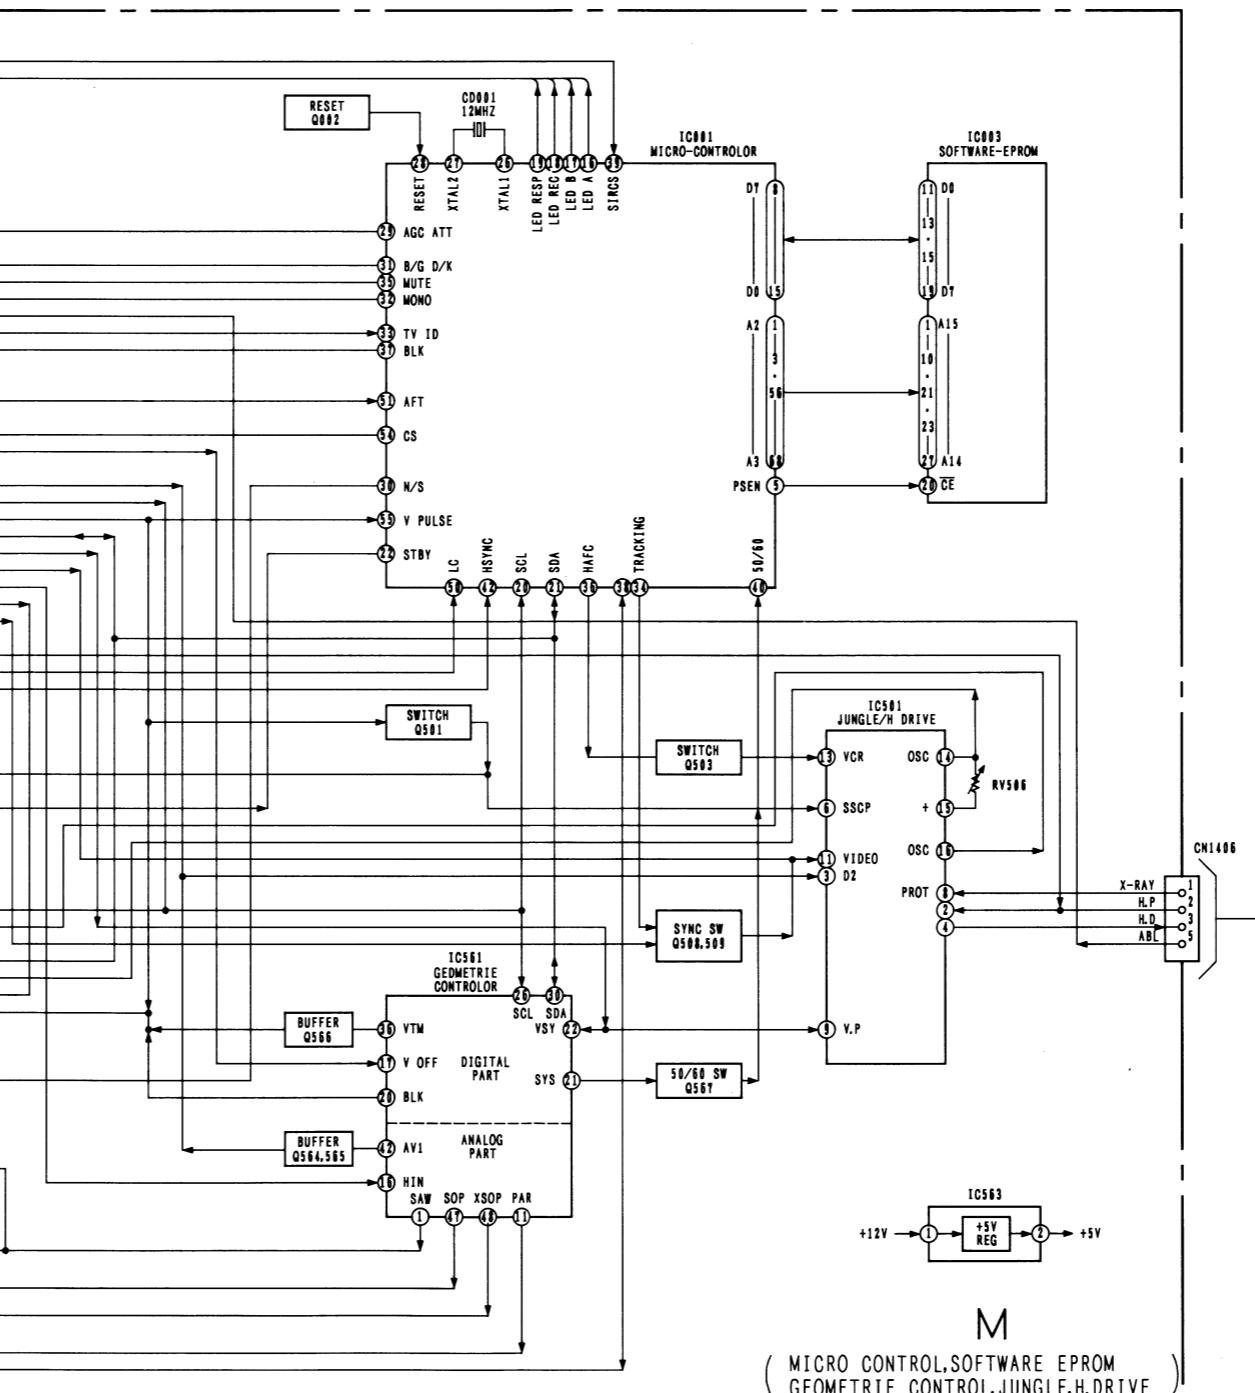 RESET
Q002
CD001
12MHZ
IC001
MICRO-CONTROLOR
IC003
SOFTWARE-EPROM
28 27 26 19 18 17 16 39
RESET
XTAL2
XTAL1
LED RESP
LED REC
LED B
LED A
SIRCS
29 AGC ATT
31 B/G D/K
35 MUTE
32 MONO
33 TV ID
37 BLK
51 AFT
54 CS
30 N/S
55 V PULSE
22 STBY
D7 8
D0 15
A2 1
3
·
56
A3 68
PSEN 5
11 D0
13
·
15
19 D7
1 A15
10
·
21
·
23
27 A14
20 CE
LC
HSYNC
SCL
SDA
HAFC
TRACKING
50/60
50 42 20 21 36 38 34 40
SWITCH
Q501
SWITCH
Q503
IC501
JUNGLE/H DRIVE
13 VCR
OSC 14
RV506
6 SSCP
+ 15
11 VIDEO
OSC 16
3 D2
PROT 8
2
4
9 V.P
CN1406
X-RAY 1
H.P 2
H.D 3
ABL 5
SYNC SW
Q508,509
IC561
GEDMETRIE
CONTROLOR
26 30
SCL SDA
BUFFER
Q566
36 VTM
VSY 22
17 V OFF
DIGITAL
PART
SYS 21
50/60 SW
Q567
20 BLK
BUFFER
Q564,565
42 AV1
ANALOG
PART
16 HIN
SAW SOP XSOP PAR
1 47 48 11
IC563
+12V 1 +5V
REG 2 +5V
M
( MICRO CONTROL,SOFTWARE EPROM )
GEOMETRIE CONTROL,JUNGLE,H.DRIVE